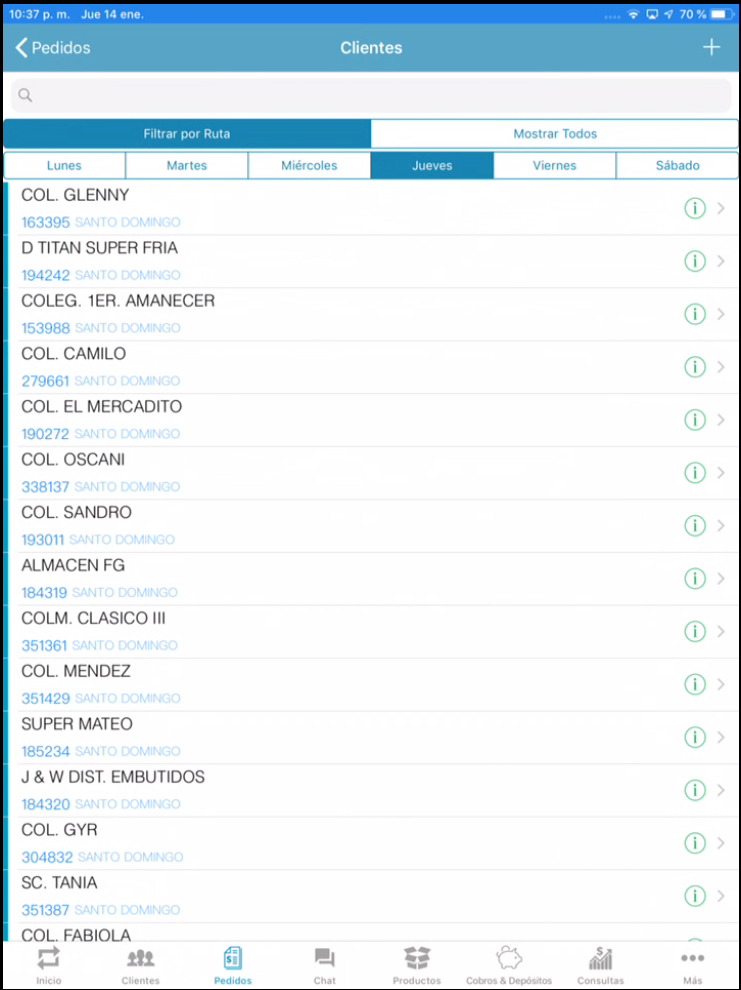 10:37 p. m. Jue 14 ene. 70 %
Pedidos Clientes
Filtrar por Ruta Mostrar Todos
Lunes Martes Miércoles Jueves Viernes Sábado
COL. GLENNY
163395 SANTO DOMINGO
D TITAN SUPER FRIA
194242 SANTO DOMINGO
COLEG. 1ER. AMANECER
153988 SANTO DOMINGO
COL. CAMILO
279661 SANTO DOMINGO
COL. EL MERCADITO
190272 SANTO DOMINGO
COL. OSCANI
338137 SANTO DOMINGO
COL. SANDRO
193011 SANTO DOMINGO
ALMACEN FG
184319 SANTO DOMINGO
COLM. CLASICO III
351361 SANTO DOMINGO
COL. MENDEZ
351429 SANTO DOMINGO
SUPER MATEO
185234 SANTO DOMINGO
J & W DIST. EMBUTIDOS
184320 SANTO DOMINGO
COL. GYR
304832 SANTO DOMINGO
SC. TANIA
351387 SANTO DOMINGO
COL. FABIOLA
Inicio Clientes Pedidos Chat Productos Cobros & Depósitos Consultas Más